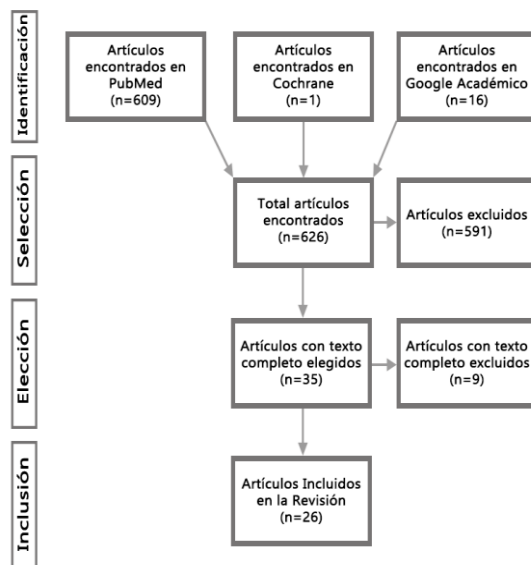 Identificación
Artículos
encontrados en
PubMed
(n=609)
Artículos
encontrados en
Cochrane
(n=1)
Artículos
encontrados en
Google Académico
(n=16)
Selección
Total artículos
encontrados
(n=626)
Artículos excluidos
(n=591)
Elección
Artículos con texto
completo elegidos
(n=35)
Artículos con texto
completo excluidos
(n=9)
Inclusión
Artículos Incluidos
en la Revisión
(n=26)